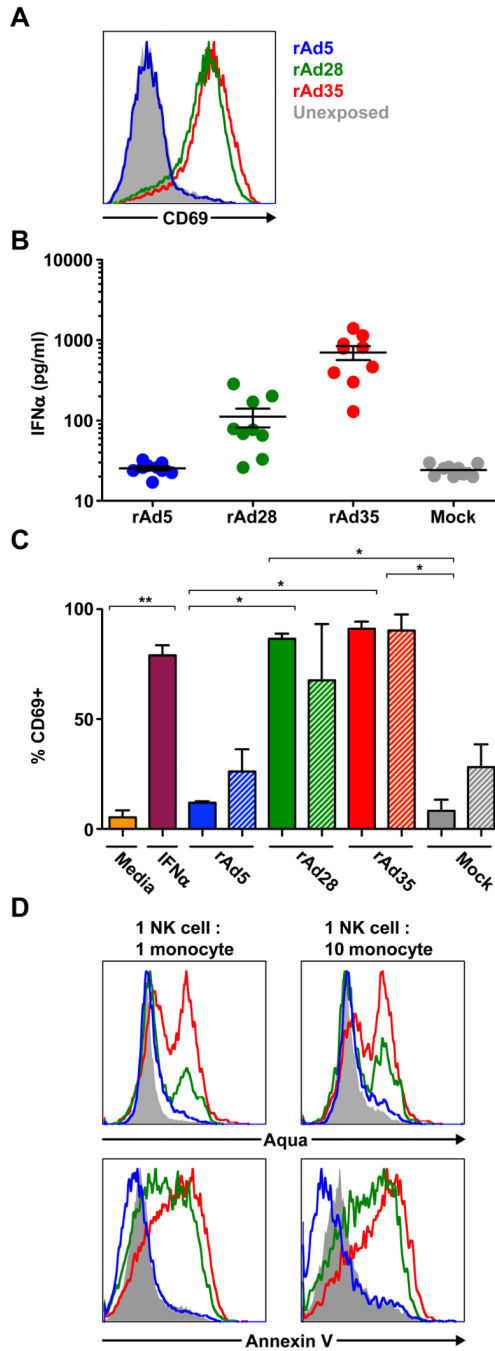 A
rAd5
rAd28
rAd35
Unexposed
CD69
B
10000
1000
100
10
IFNα (pg/ml)
rAd5 rAd28 rAd35 Mock
C
* 
* *
** *
100
50
0
% CD69+
Media IFNα rAd5 rAd28 rAd35 Mock
D
1 NK cell : 1 NK cell :
1 monocyte 10 monocyte
Aqua
Annexin V